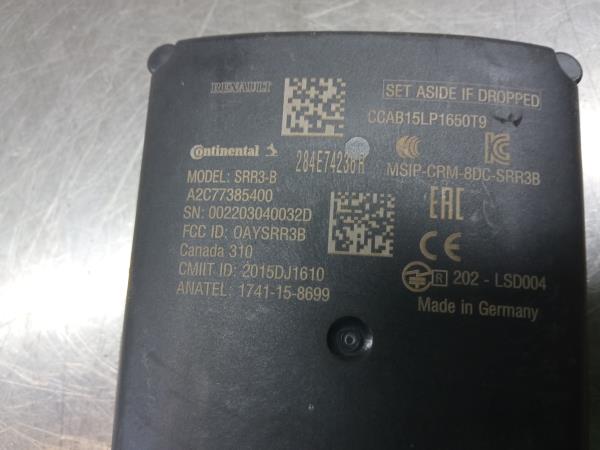 RENAULT
SET ASIDE IF DROPPED
CCAB15LP1650T9
Continental
284E74236R
MSIP-CRM-8DC-SRR3B
MODEL: SRR3-B
A2C77385400
SN: 002203040032D
FCC ID: OAYSRR3B
Canada 310
CMIIT ID: 2015DJ1610
ANATEL: 1741-15-8699
EAC
CE
R 202 - LSD004
Made in Germany